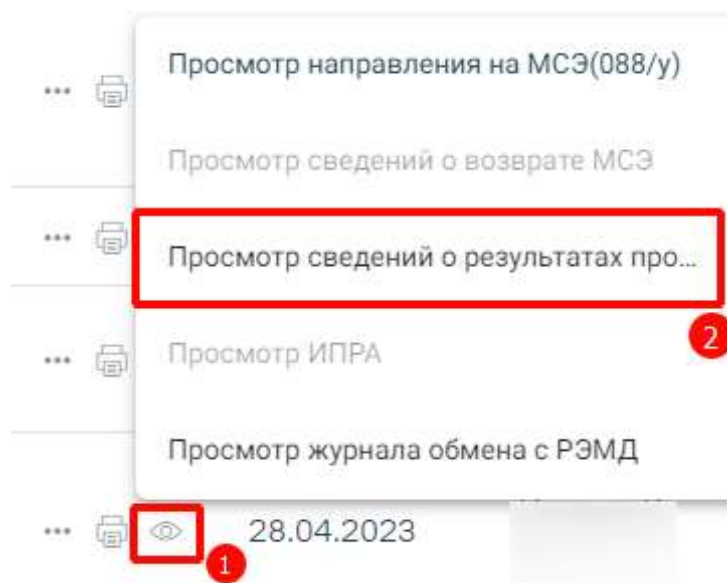 Просмотр направления на МСЭ(088/у)
Просмотр сведений о возврате МСЭ
Просмотр сведений о результатах про...
2
Просмотр ИПРА
Просмотр журнала обмена с РЭМД
28.04.2023
1